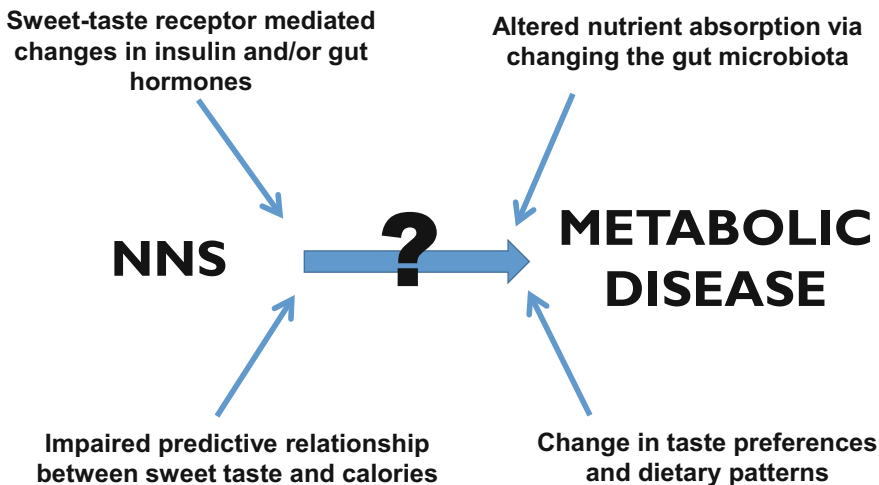 Sweet-taste receptor mediated
changes in insulin and/or gut
hormones
Altered nutrient absorption via
changing the gut microbiota
NNS
?
METABOLIC
DISEASE
Impaired predictive relationship
between sweet taste and calories
Change in taste preferences
and dietary patterns